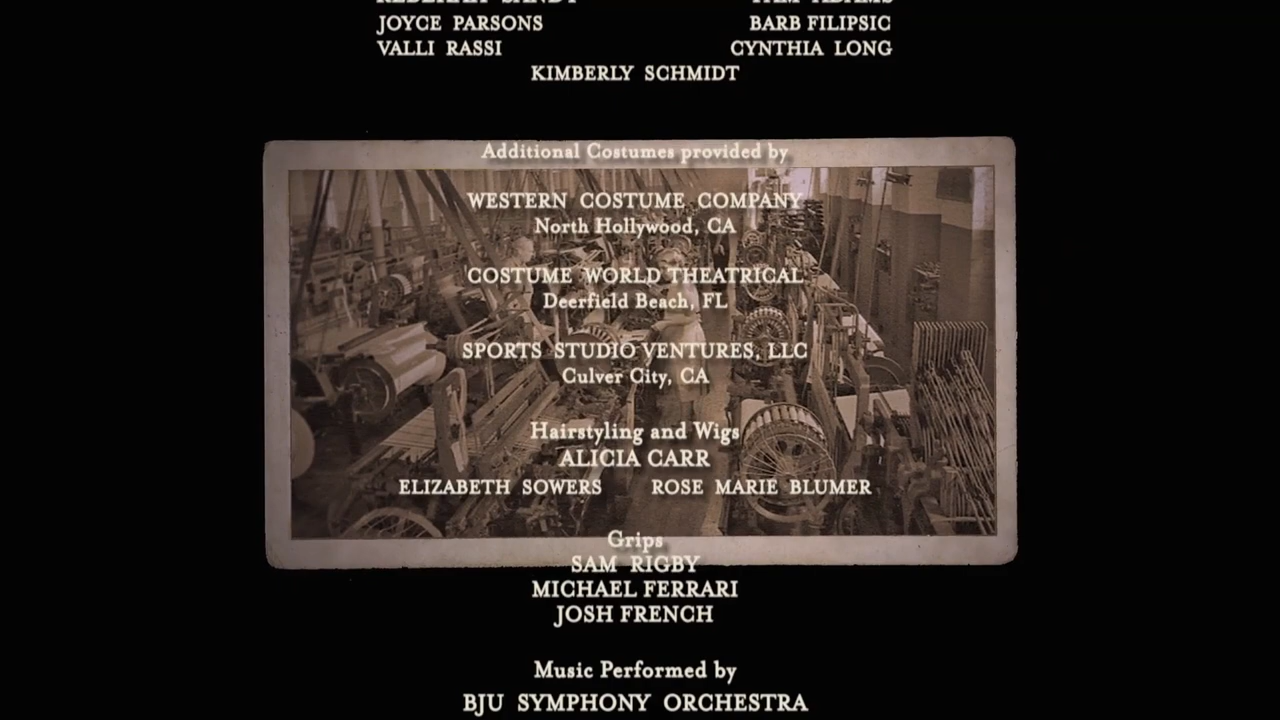 JOYCE PARSONS BARB FILIPSIC
VALLI RASSI CYNTHIA LONG
KIMBERLY SCHMIDT
Additional Costumes provided by
WESTERN COSTUME COMPANY
North Hollywood, CA
COSTUME WORLD THEATRICAL
Deerfield Beach, FL
SPORTS STUDIO VENTURES, LLC
Culver City, CA
Hairstyling and Wigs
ALICIA CARR
ELIZABETH SOWERS ROSE MARIE BLUMER
Grips
SAM RIGBY
MICHAEL FERRARI
JOSH FRENCH
Music Performed by
BJU SYMPHONY ORCHESTRA